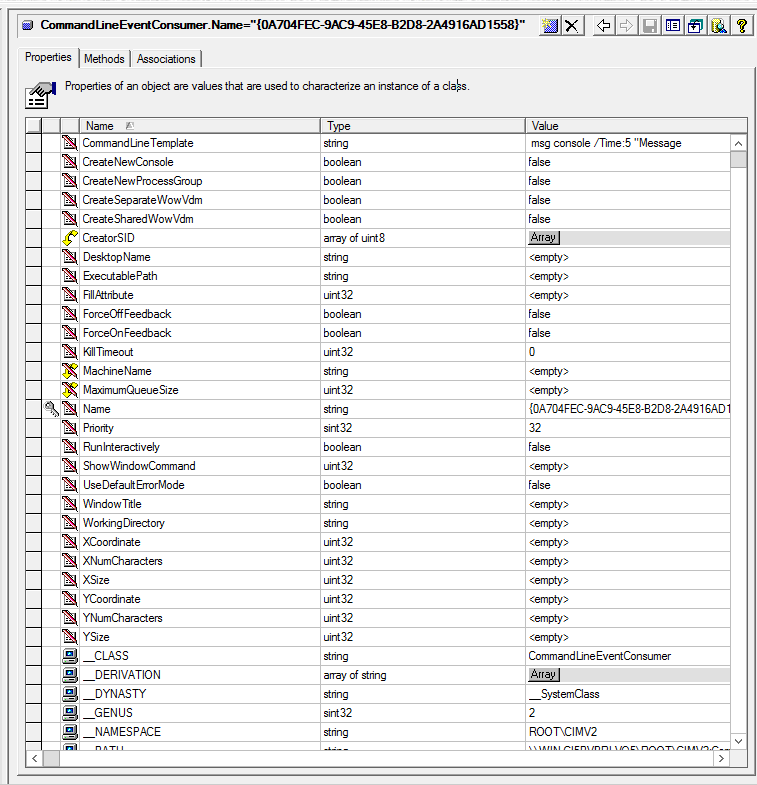 CommandLineEventConsumer.Name="{0A704FEC-9AC9-45E8-B2D8-2A4916AD1558}"
Properties Methods Associations
Properties of an object are values that are used to characterize an instance of a class.
Name Type Value
CommandLineTemplate string msg console /Time:5 "Message
CreateNewConsole boolean false
CreateNewProcessGroup boolean false
CreateSeparateWowVdm boolean false
CreateSharedWowVdm boolean false
CreatorSID array of uint8 Array
DesktopName string <empty>
ExecutablePath string <empty>
FillAttribute uint32 <empty>
ForceOffFeedback boolean false
ForceOnFeedback boolean false
KillTimeout uint32 0
MachineName string <empty>
MaximumQueueSize uint32 <empty>
Name string {0A704FEC-9AC9-45E8-B2D8-2A4916AD1
Priority sint32 32
RunInteractively boolean false
ShowWindowCommand uint32 <empty>
UseDefaultErrorMode boolean false
WindowTitle string <empty>
WorkingDirectory string <empty>
XCoordinate uint32 <empty>
XNumCharacters uint32 <empty>
XSize uint32 <empty>
YCoordinate uint32 <empty>
YNumCharacters uint32 <empty>
YSize uint32 <empty>
__CLASS string CommandLineEventConsumer
__DERIVATION array of string Array
__DYNASTY string __SystemClass
__GENUS sint32 2
__NAMESPACE string ROOT\CIMV2
__PATH string